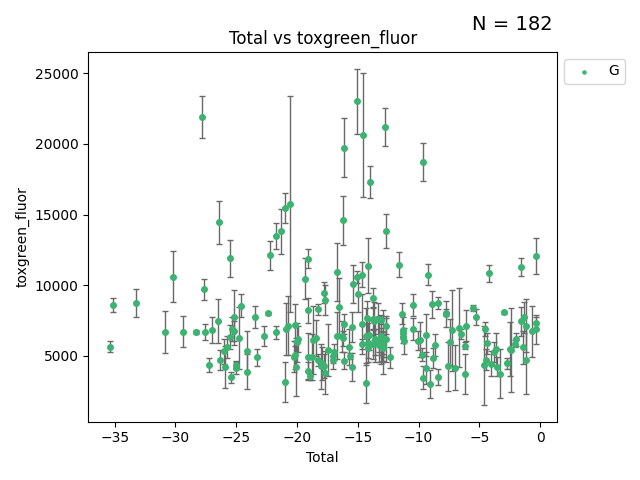 N = 182
Total vs toxgreen_fluor
G
25000
20000
15000
10000
5000
toxgreen_fluor
−35 −30 −25 −20 −15 −10 −5 0
Total